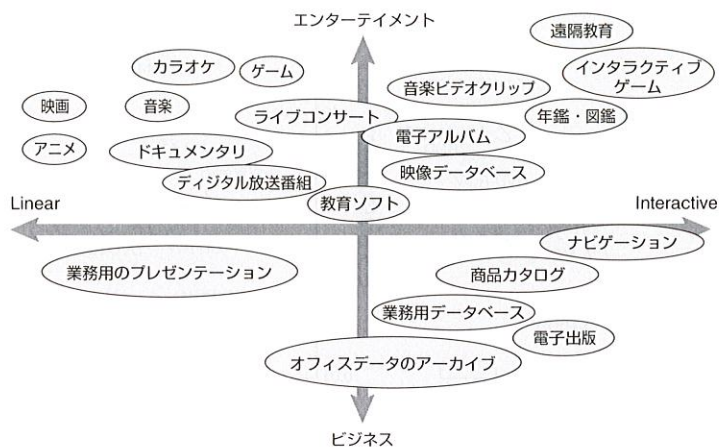 エンターテイメント
遠隔教育
カラオケ
ゲーム
インタラクティブ
ゲーム
音楽ビデオクリップ
映画
音楽
ライブコンサート
年鑑・図鑑
電子アルバム
アニメ
ドキュメンタリ
映像データベース
ディジタル放送番組
教育ソフト
Linear
Interactive
ナビゲーション
業務用のプレゼンテーション
商品カタログ
業務用データベース
電子出版
オフィスデータのアーカイブ
ビジネス